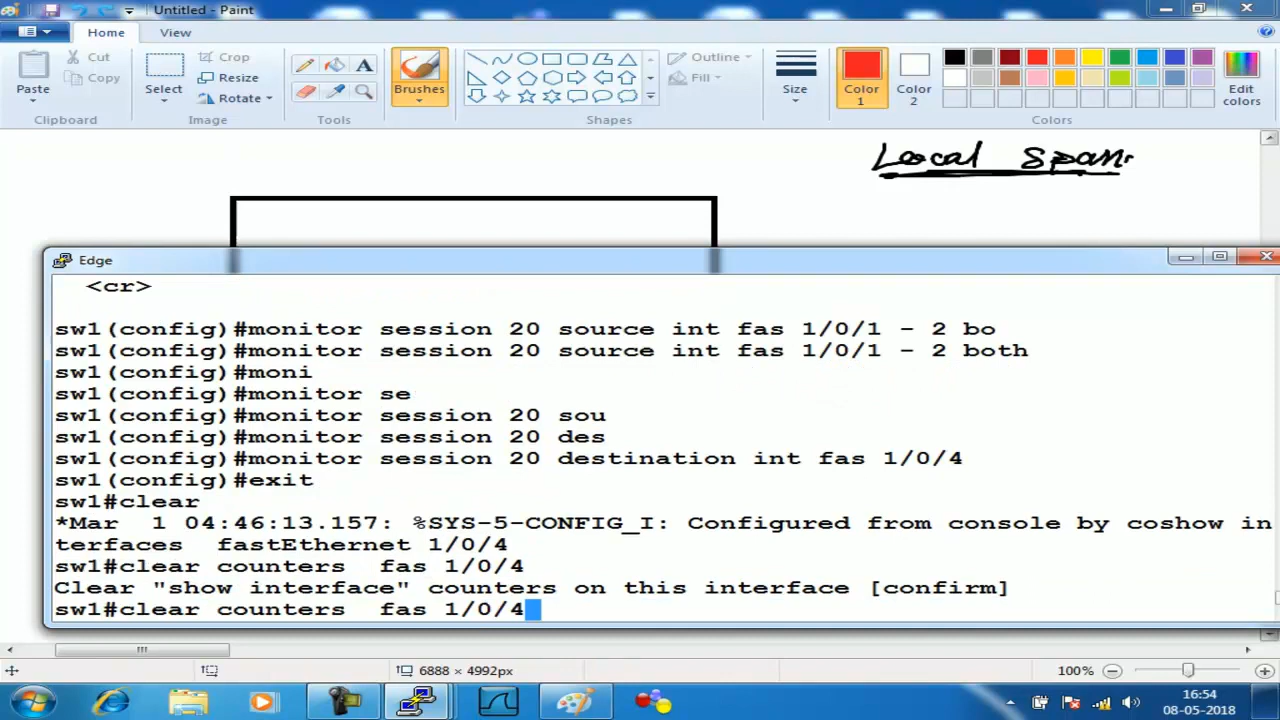 Untitled - Paint
Home View
Cut
Copy
Paste
Clipboard
Crop
Resize
Rotate
Select
Image
A
Tools
Brushes
Outline
Fill
Shapes
Size
Color 1
Color 2
Edit colors
Colors
Local Span
Edge
<cr>
sw1(config)#monitor session 20 source int fas 1/0/1 - 2 bo
sw1(config)#monitor session 20 source int fas 1/0/1 - 2 both
sw1(config)#moni
sw1(config)#monitor se
sw1(config)#monitor session 20 sou
sw1(config)#monitor session 20 des
sw1(config)#monitor session 20 destination int fas 1/0/4
sw1(config)#exit
sw1#clear
*Mar  1 04:46:13.157: %SYS-5-CONFIG_I: Configured from console by coshow in
terfaces  fastEthernet 1/0/4
sw1#clear counters  fas 1/0/4
Clear "show interface" counters on this interface [confirm]
sw1#clear counters  fas 1/0/4
6888 × 4992px
100%
16:54
08-05-2018